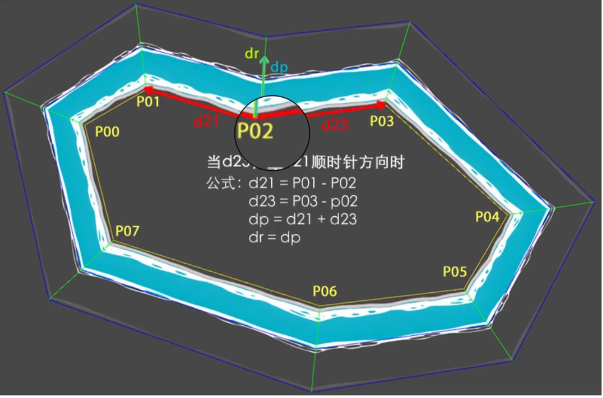 dr
dp
P01
d21
P02
d23
P03
P00
当d23 21顺时针方向时
公式：d21 = P01 - P02
d23 = P03 - p02
dp = d21 + d23
dr = dp
P04
P07
P05
P06